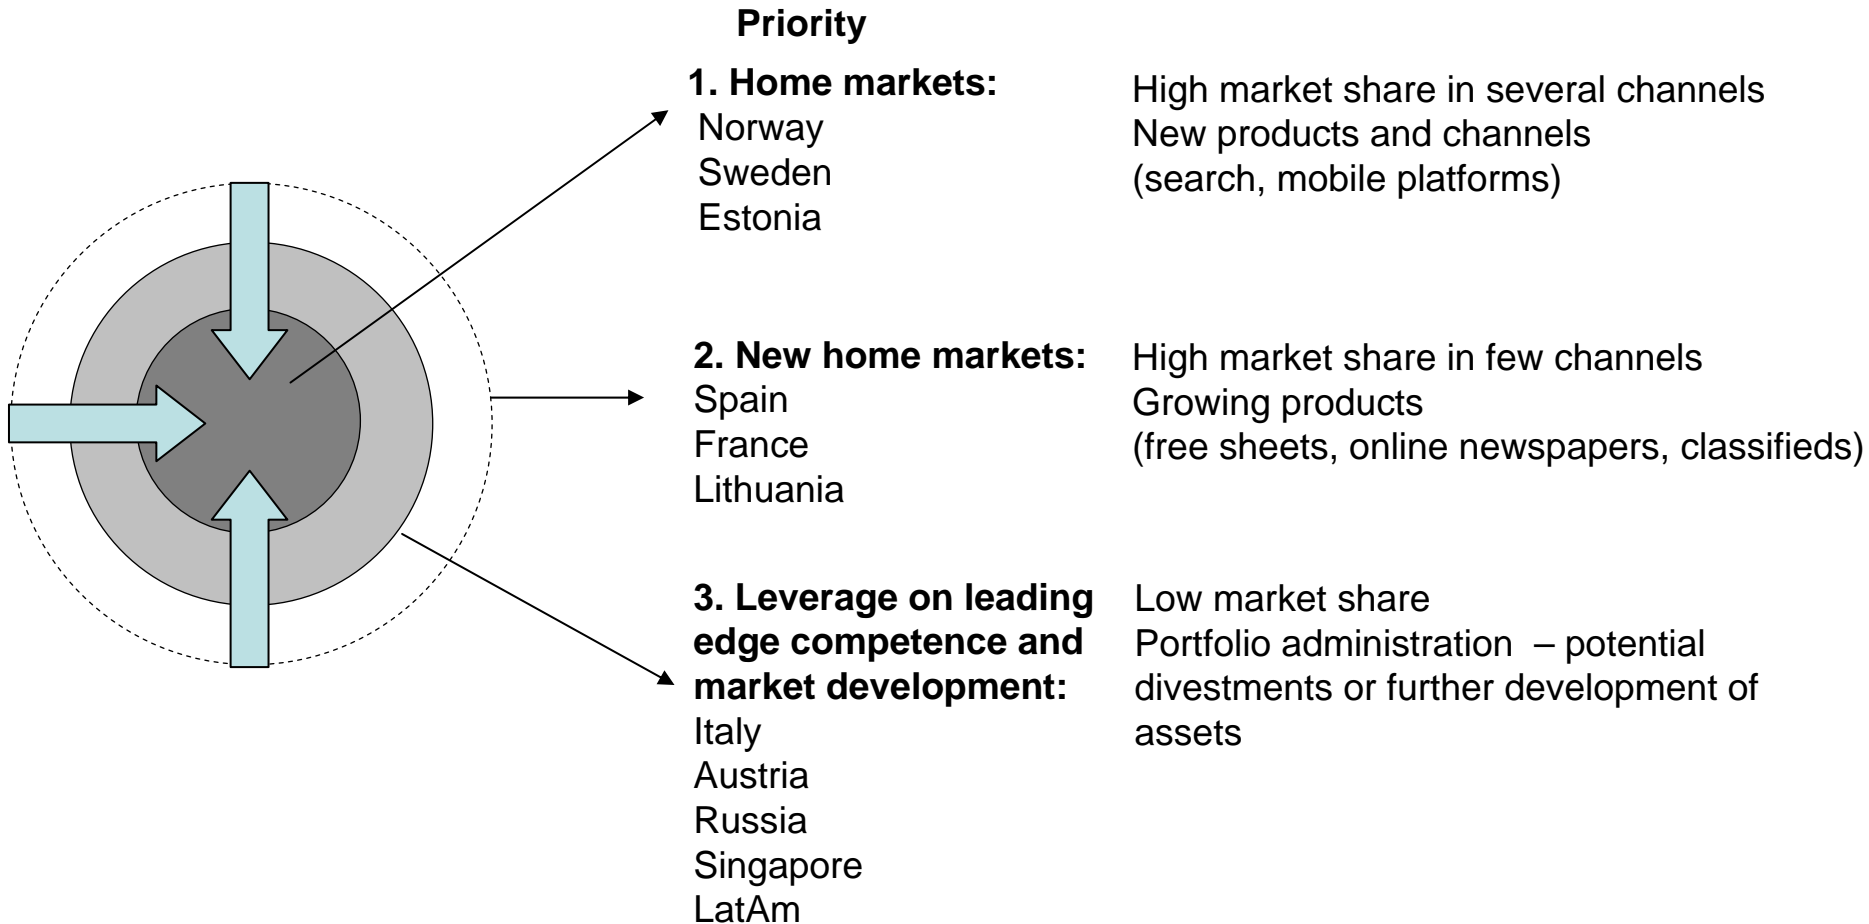 Priority
1. Home markets:
Norway
Sweden
Estonia
High market share in several channels
New products and channels
(search, mobile platforms)
2. New home markets:
Spain
France
Lithuania
High market share in few channels
Growing products
(free sheets, online newspapers, classifieds)
3. Leverage on leading
edge competence and
market development:
Italy
Austria
Russia
Singapore
LatAm
Low market share
Portfolio administration – potential
divestments or further development of
assets